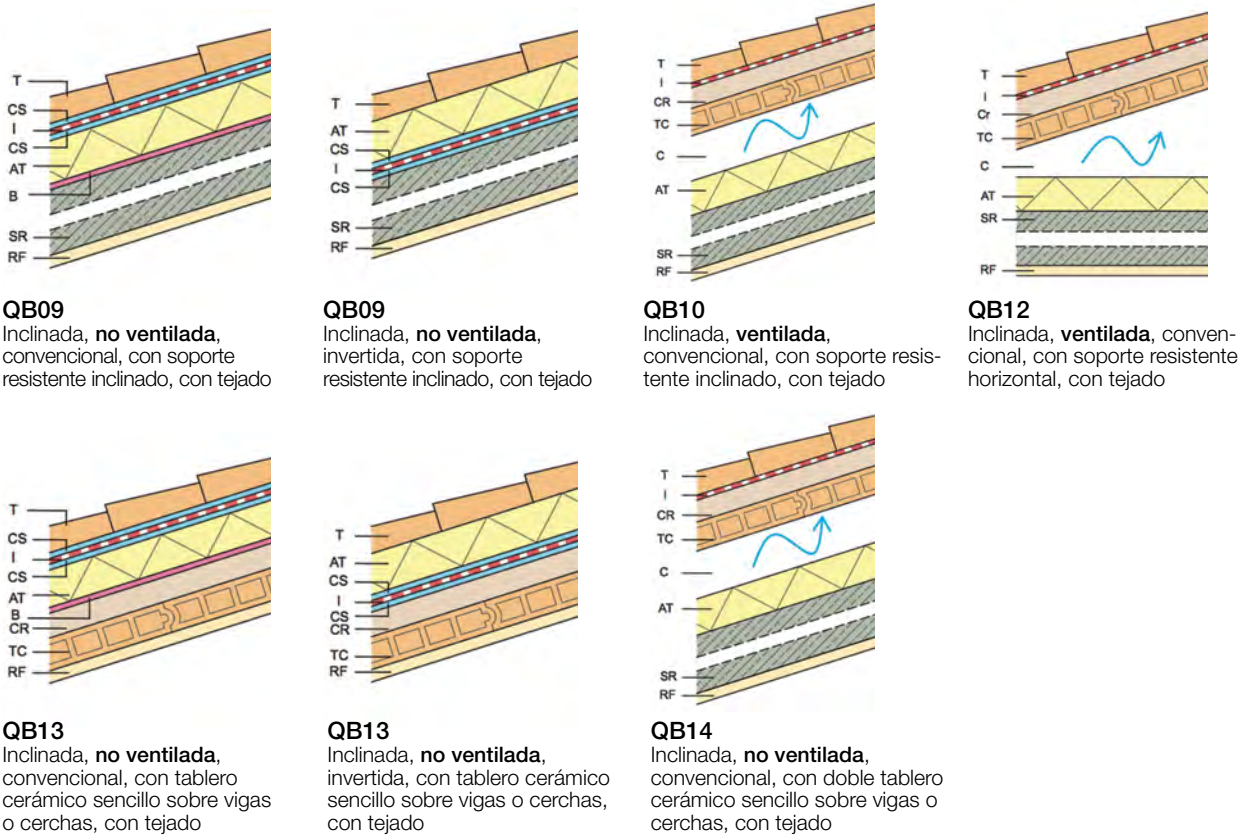 T
CS
I
CS
AT
B
SR
RF
QB09
Inclinada, no ventilada,
convencional, con soporte
resistente inclinado, con tejado
T
AT
CS
I
CS
SR
RF
QB09
Inclinada, no ventilada,
invertida, con soporte
resistente inclinado, con tejado
T
I
CR
TC
C
AT
SR
RF
QB10
Inclinada, ventilada,
convencional, con soporte resis-
tente inclinado, con tejado
T
I
Cr
TC
C
AT
SR
RF
QB12
Inclinada, ventilada, conven-
cional, con soporte resistente
horizontal, con tejado
T
CS
I
CS
AT
B
CR
TC
RF
QB13
Inclinada, no ventilada,
convencional, con tablero
cerámico sencillo sobre vigas
o cerchas, con tejado
T
AT
CS
I
CS
CR
TC
RF
QB13
Inclinada, no ventilada,
invertida, con tablero cerámico
sencillo sobre vigas o cerchas,
con tejado
T
I
CR
TC
C
AT
SR
RF
QB14
Inclinada, no ventilada,
convencional, con doble tablero
cerámico sencillo sobre vigas o
cerchas, con tejado